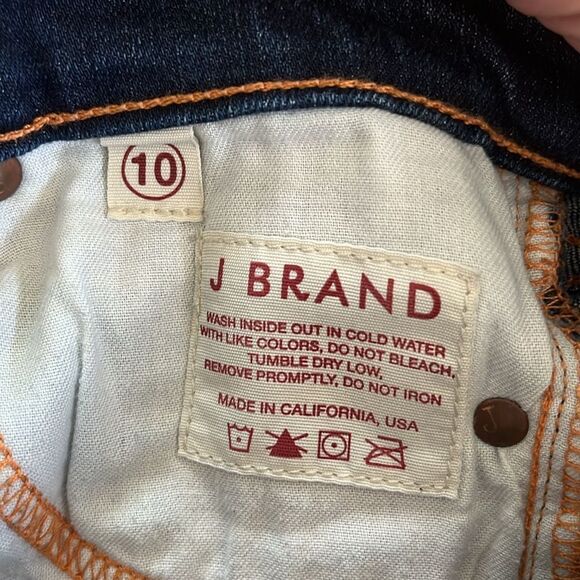 10
J BRAND
WASH INSIDE OUT IN COLD WATER
WITH LIKE COLORS, DO NOT BLEACH,
TUMBLE DRY LOW,
REMOVE PROMPTLY, DO NOT IRON
MADE IN CALIFORNIA, USA
J